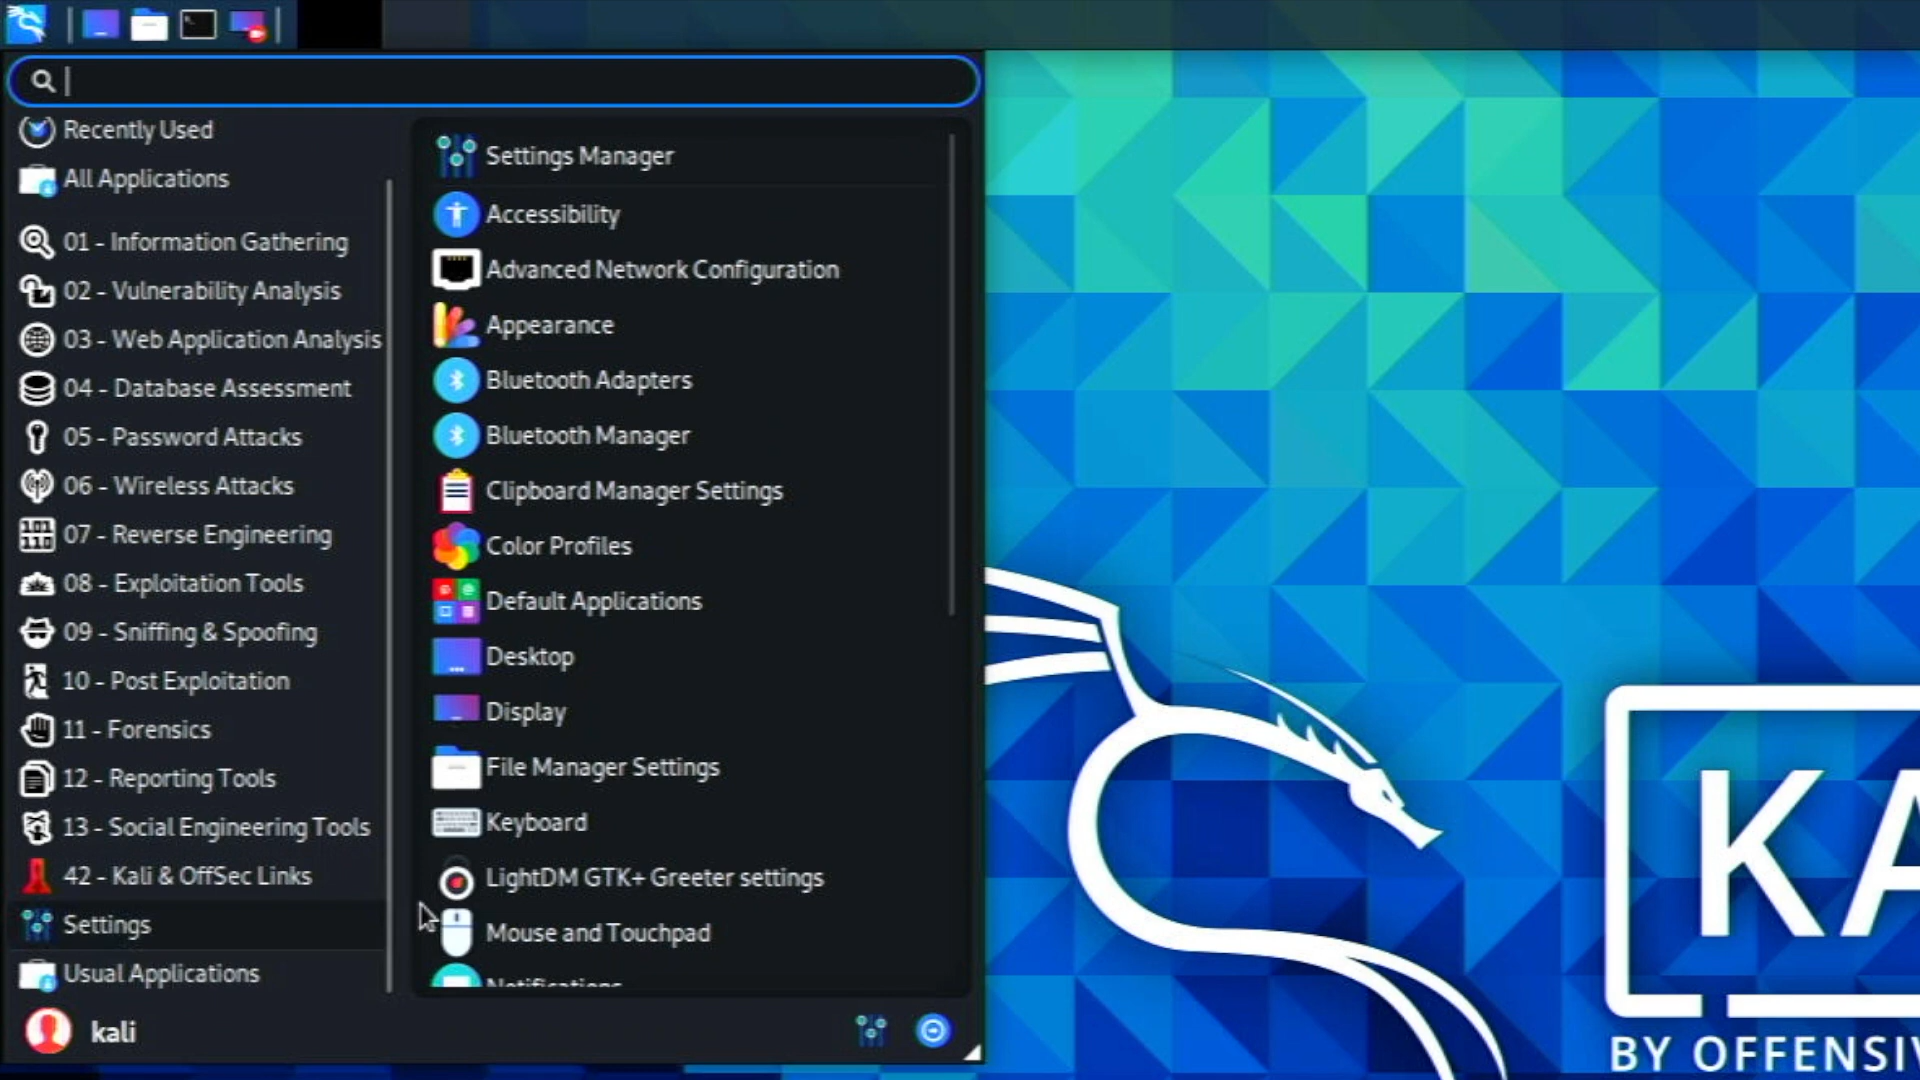 Recently Used
All Applications
01 - Information Gathering
02 - Vulnerability Analysis
03 - Web Application Analysis
04 - Database Assessment
05 - Password Attacks
06 - Wireless Attacks
07 - Reverse Engineering
08 - Exploitation Tools
09 - Sniffing & Spoofing
10 - Post Exploitation
11 - Forensics
12 - Reporting Tools
13 - Social Engineering Tools
42 - Kali & OffSec Links
Settings
Usual Applications
kali
Settings Manager
Accessibility
Advanced Network Configuration
Appearance
Bluetooth Adapters
Bluetooth Manager
Clipboard Manager Settings
Color Profiles
Default Applications
Desktop
Display
File Manager Settings
Keyboard
LightDM GTK+ Greeter settings
Mouse and Touchpad
Notifications
KA
BY OFFENSIV